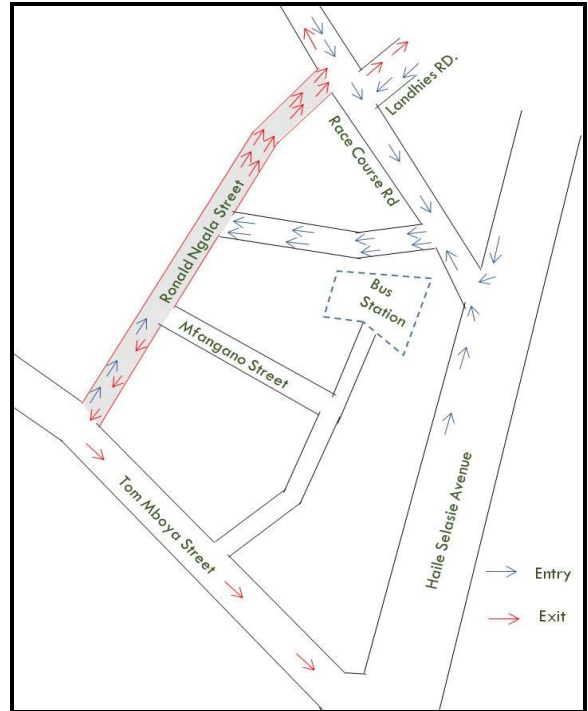 Landhies RD.
Race Course Rd
Ronald Ngala Street
Bus
Station
Mfangano Street
Tom Mboya Street
Haile Selasie Avenue
Entry
Exit